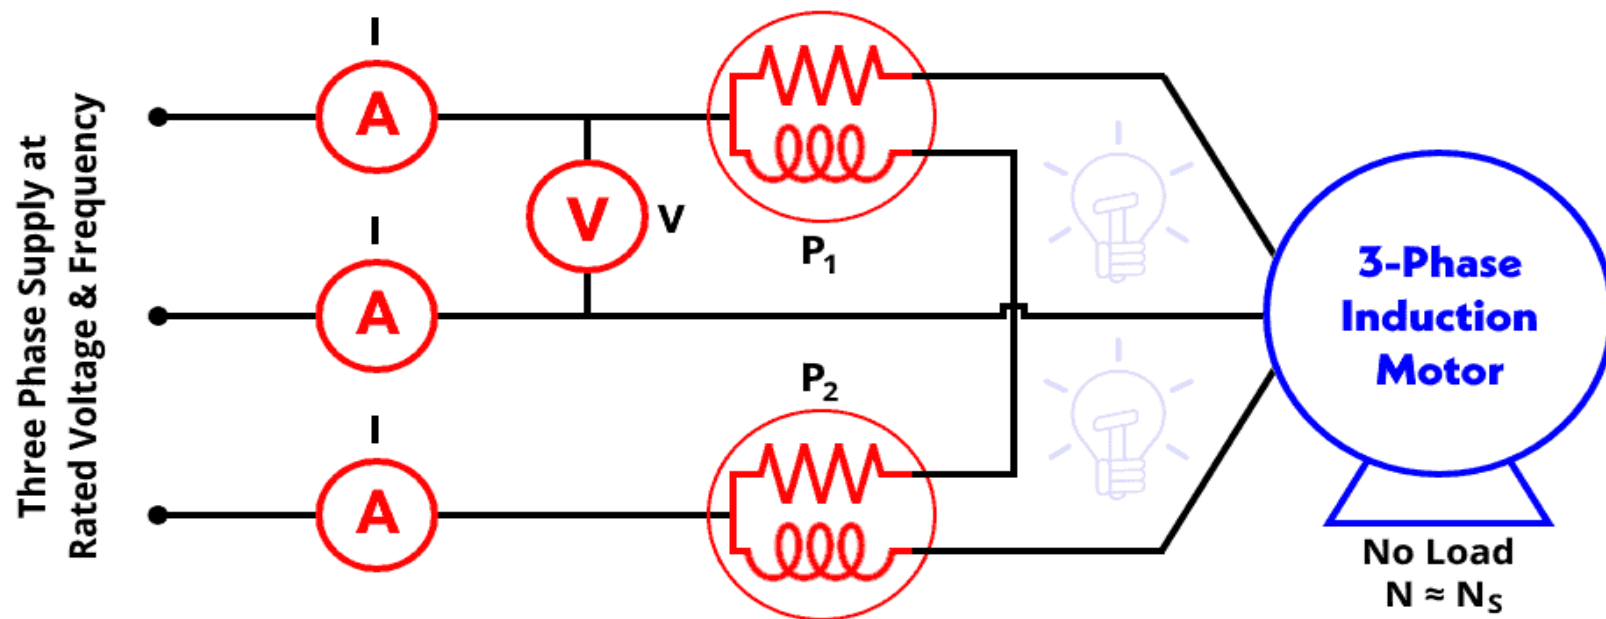 Three Phase Supply at
Rated Voltage & Frequency
I
A
V
V
P1
I
A
P2
I
A
3-Phase
Induction
Motor
No Load
N ≈ NS